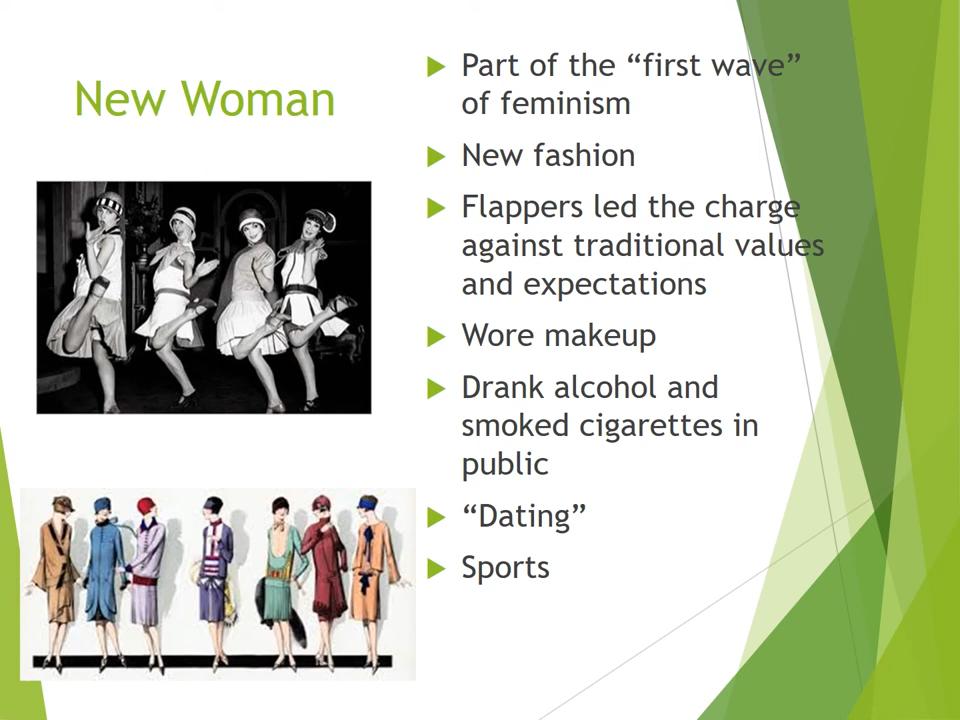 New Woman
Part of the “first wave”
of feminism
New fashion
Flappers led the charge
against traditional values
and expectations
Wore makeup
Drank alcohol and
smoked cigarettes in
public
“Dating”
Sports